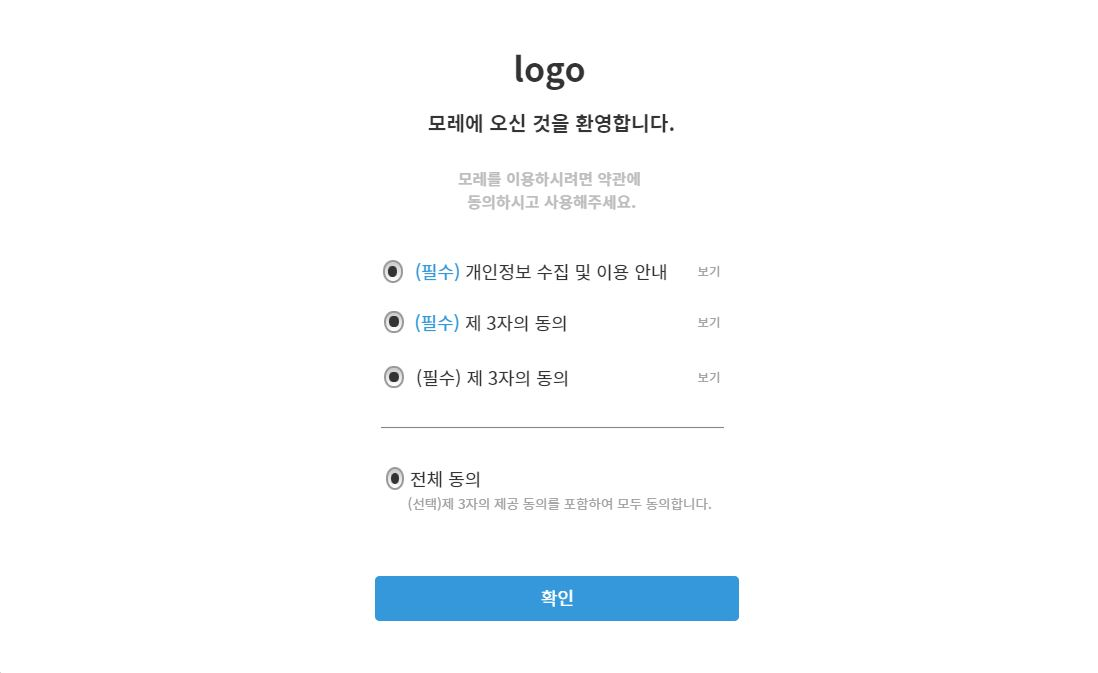 logo
모레에 오신 것을 환영합니다.
모레를 이용하시려면 약관에
동의하시고 사용해주세요.
(필수) 개인정보 수집 및 이용 안내 보기
(필수) 제 3자의 동의 보기
(필수) 제 3자의 동의 보기
전체 동의
(선택)제 3자의 제공 동의를 포함하여 모두 동의합니다.
확인